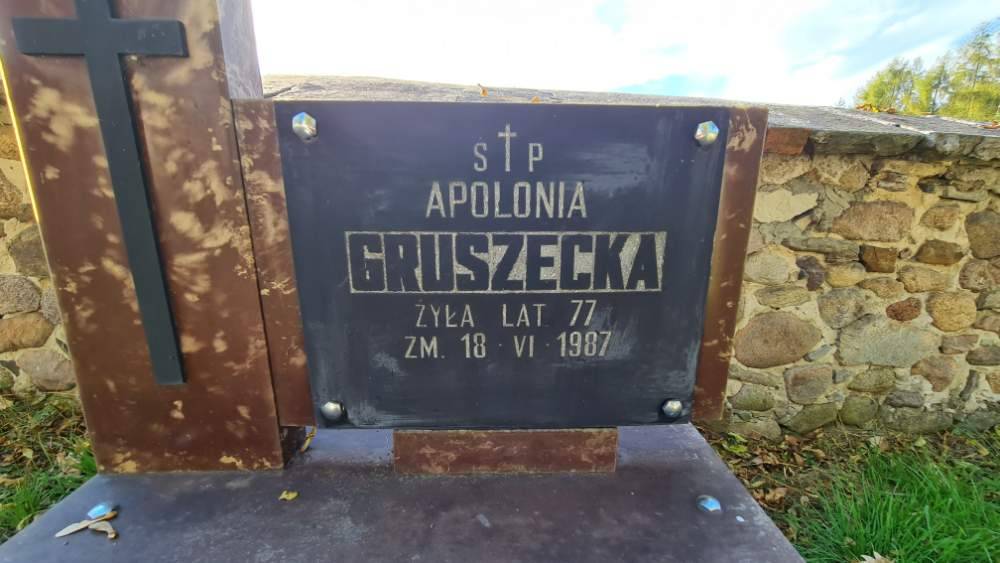 S P
APOLONIA
GRUSZECKA
ŻYŁA LAT 77
ZM. 18 · VI · 1987